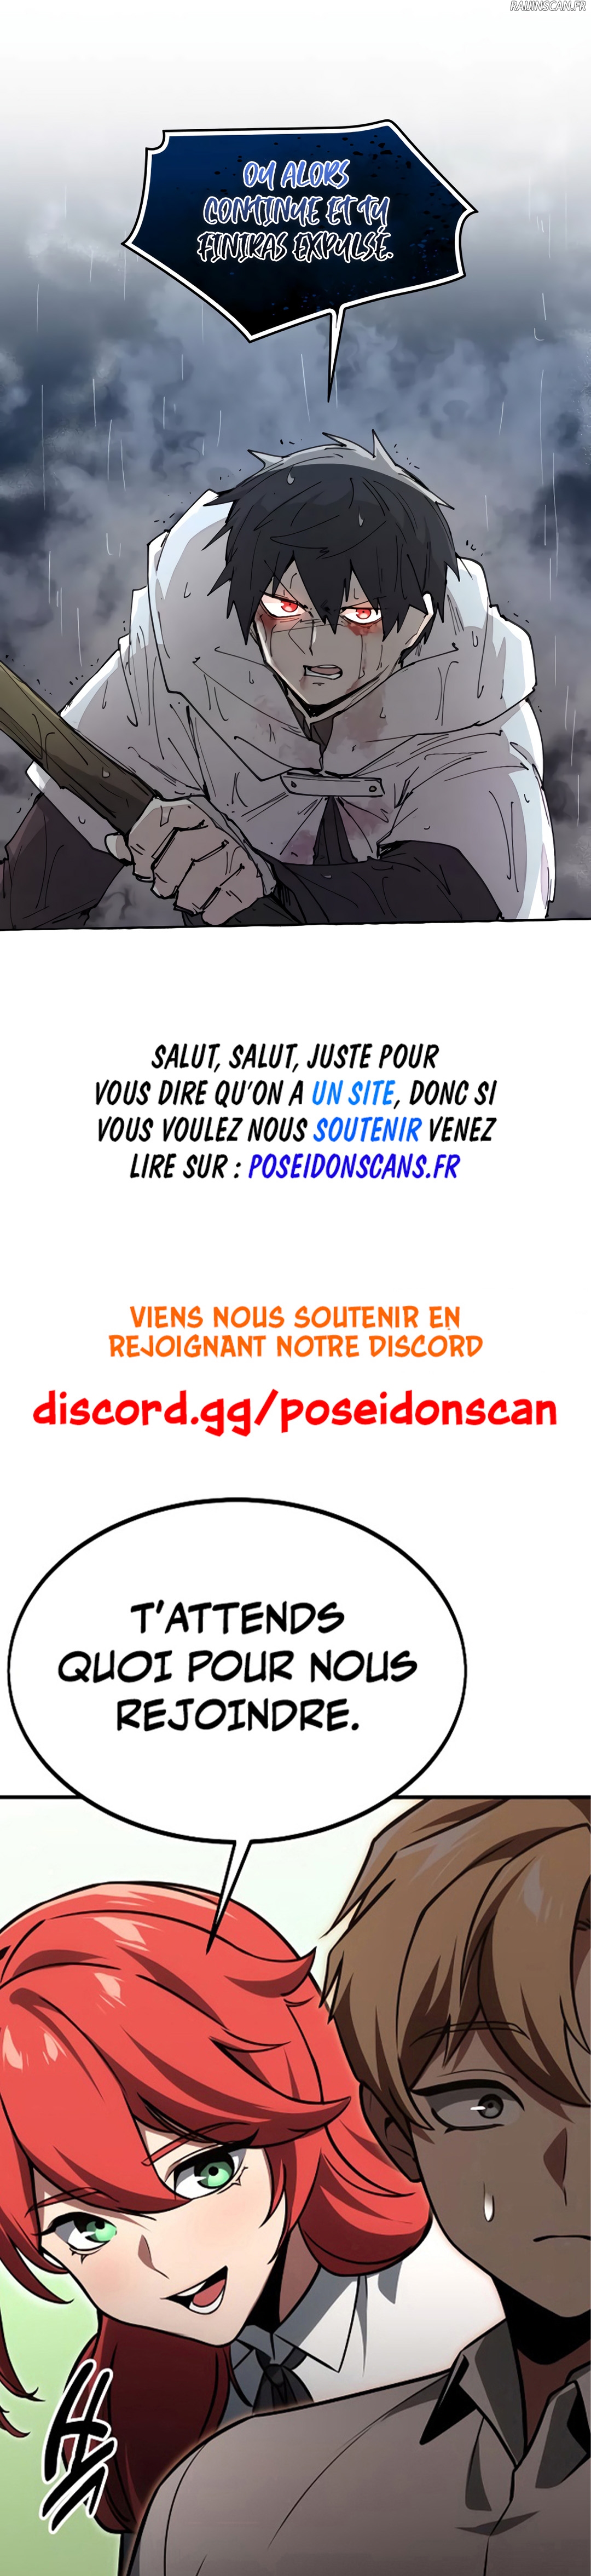 RAIJINSCAN.FR
OU ALORS
CONTINUE ET TU
FINIRAS EXPULSÉ.
SALUT, SALUT, JUSTE POUR
VOUS DIRE QU'ON A UN SITE, DONC SI
VOUS VOULEZ NOUS SOUTENIR VENEZ
LIRE SUR : POSEIDONSCANS.FR
VIENS NOUS SOUTENIR EN
REJOIGNANT NOTRE DISCORD
discord.gg/poseidonscan
T'ATTENDS
QUOI POUR NOUS
REJOINDRE.